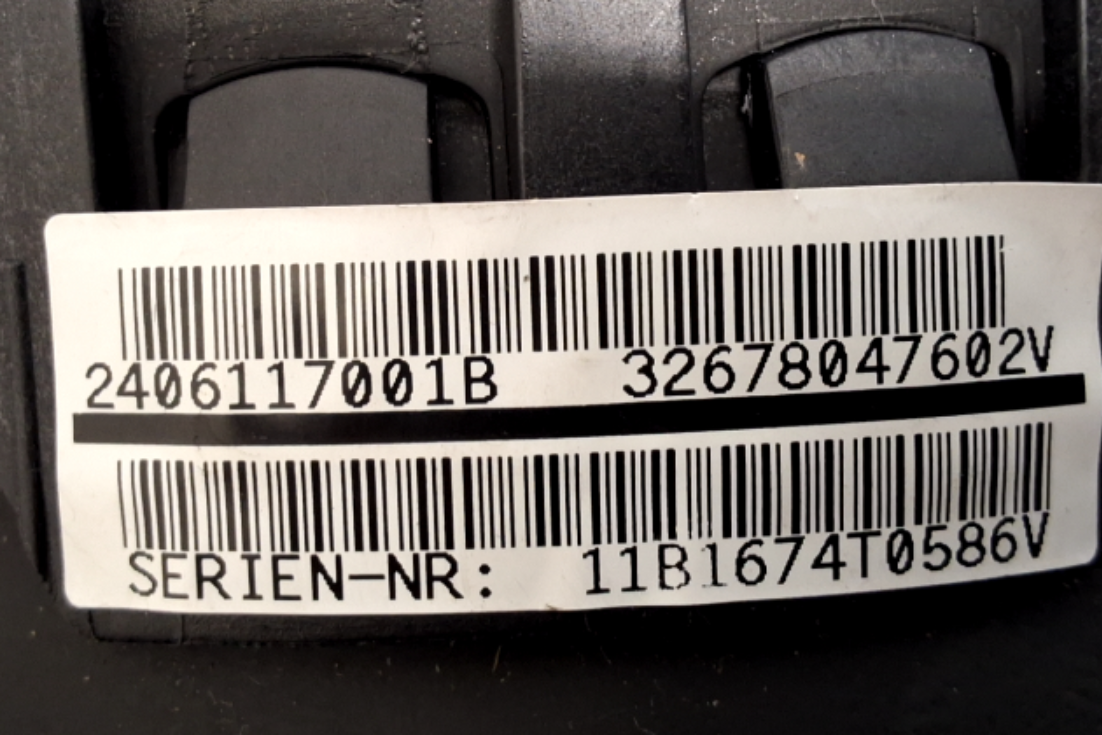 2406117001B 32678047602V
SERIEN-NR: 11B1674T0586V